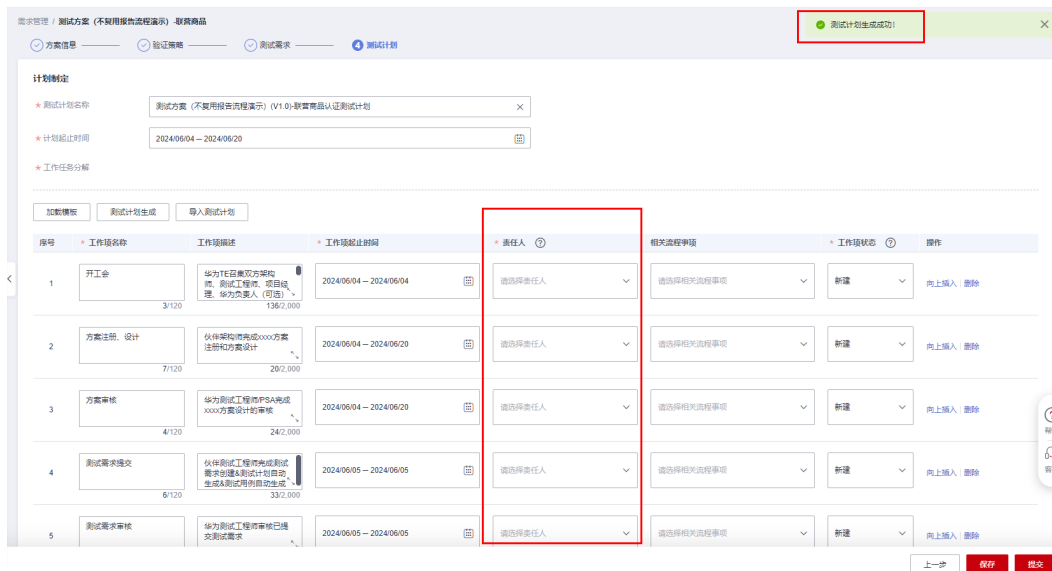 需求管理 / 测试方案（不复用报告流程演示）-联营商品
测试计划生成成功！
方案信息
验证策略
测试需求
4 测试计划
计划制定
* 测试计划名称
测试方案（不复用报告流程演示）(V1.0)-联营商品认证测试计划
* 计划起止时间
2024/06/04 — 2024/06/20
* 工作任务分解
加载模板 测试计划生成 导入测试计划
序号 * 工作项名称 工作项描述 * 工作项起止时间 * 责任人 相关流程事项 * 工作项状态 操作
1 开工会 华为TE召集双方架构师、测试工程师、项目经理、华为负责人（可选） 2024/06/04 — 2024/06/04 请选择责任人 请选择相关流程事项 新建 向上插入 | 删除
3/120 136/2,000
2 方案注册、设计 伙伴架构师完成xxxx方案注册和方案设计 2024/06/04 — 2024/06/20 请选择责任人 请选择相关流程事项 新建 向上插入 | 删除
7/120 20/2,000
3 方案审核 华为测试工程师/PSA完成xxxx方案设计的审核 2024/06/04 — 2024/06/20 请选择责任人 请选择相关流程事项 新建 向上插入 | 删除
4/120 24/2,000
4 测试需求提交 伙伴测试工程师完成测试需求创建&测试计划自动生成&测试用例自动生成 2024/06/05 — 2024/06/05 请选择责任人 请选择相关流程事项 新建 向上插入 | 删除
6/120 33/2,000
5 测试需求审核 华为测试工程师审核已提交测试需求 2024/06/05 — 2024/06/05 请选择责任人 请选择相关流程事项 新建 向上插入 | 删除
上一步 保存 提交